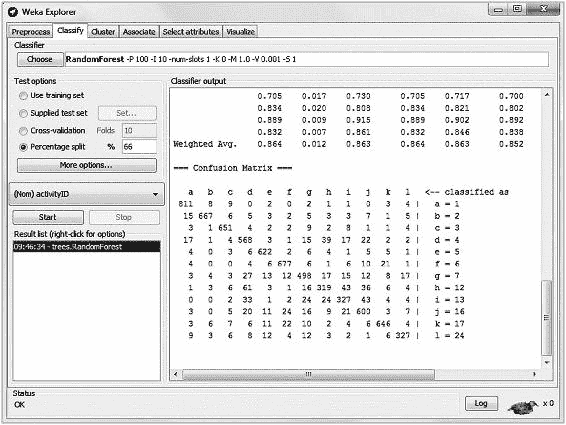 Weka Explorer
Preprocess Classify Cluster Associate Select attributes Visualize
Classifier
Choose RandomForest -P 100 -I 10 -num-slots 1 -K 0 -M 1.0 -V 0.001 -S 1
Test options
Use training set
Supplied test set Set...
Cross-validation Folds 10
Percentage split % 66
More options...
(Nom) activityID
Start Stop
Result list (right-click for options)
09:46:34 - trees.RandomForest
Classifier output
0.705 0.017 0.730 0.705 0.717 0.700
0.834 0.020 0.808 0.834 0.821 0.802
0.889 0.009 0.915 0.889 0.902 0.892
0.832 0.007 0.861 0.832 0.846 0.838
Weighted Avg. 0.864 0.012 0.863 0.864 0.863 0.852
=== Confusion Matrix ===
a b c d e f g h i j k l <-- classified as
811 8 9 0 2 0 2 1 1 0 3 4 | a = 1
15 667 6 5 3 2 5 3 3 7 1 5 | b = 2
3 1 651 4 2 2 9 2 8 1 1 4 | c = 3
17 1 4 568 3 1 15 39 17 22 2 2 | d = 4
4 0 3 6 622 2 6 4 1 5 5 1 | e = 5
4 0 0 4 6 677 6 1 6 10 21 1 | f = 6
3 4 3 27 13 12 498 17 15 12 8 17 | g = 7
1 3 6 61 3 1 16 319 43 36 6 4 | h = 12
0 0 2 33 1 2 24 24 327 43 4 4 | i = 13
3 0 5 20 11 24 16 9 21 600 3 7 | j = 16
3 6 7 6 11 22 10 2 4 6 646 4 | k = 17
9 3 6 8 12 4 12 3 2 1 6 327 | l = 24
Status
OK
Log
x 0